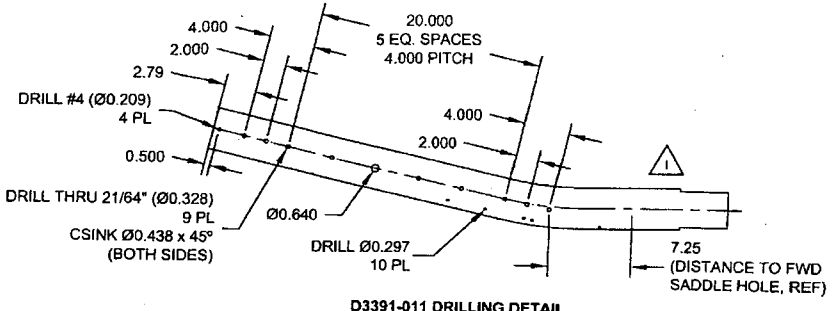 20.000
5 EQ. SPACES
4.000 PITCH
4.000
2.000
2.79
DRILL #4 (Ø0.209)
4 PL
0.500
4.000
2.000
1
DRILL THRU 21/64" (Ø0.328)
9 PL
CSINK Ø0.438 x 45°
(BOTH SIDES)
Ø0.640
DRILL Ø0.297
10 PL
7.25
(DISTANCE TO FWD
SADDLE HOLE, REF)
D3391-011 DRILLING DETAIL